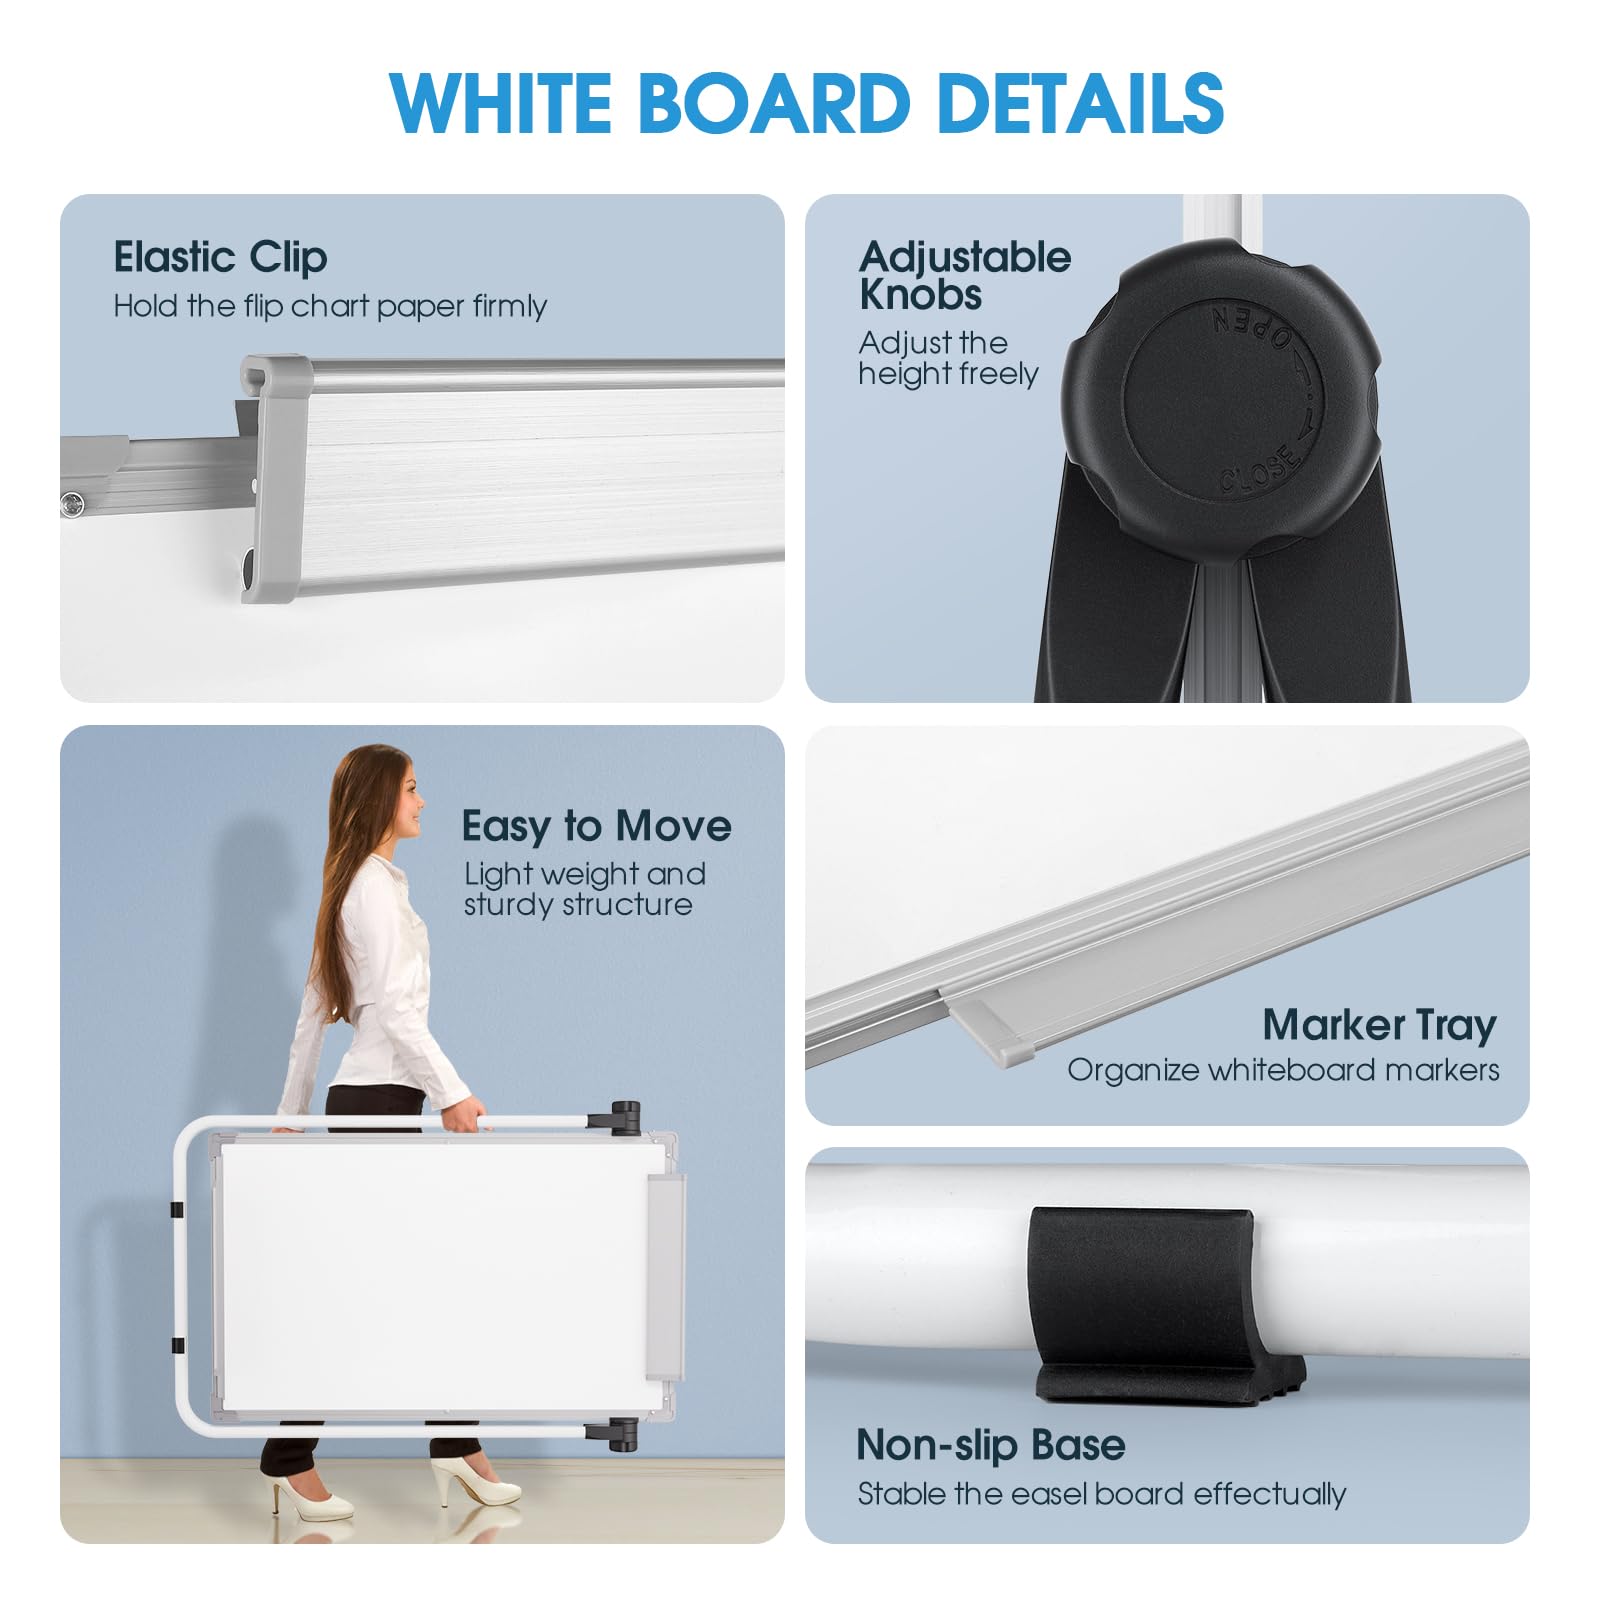 WHITE BOARD DETAILS
Elastic Clip
Hold the flip chart paper firmly
Adjustable
Knobs
Adjust the
height freely
OPEN
CLOSE
Easy to Move
Light weight and
sturdy structure
Marker Tray
Organize whiteboard markers
Non-slip Base
Stable the easel board effectually